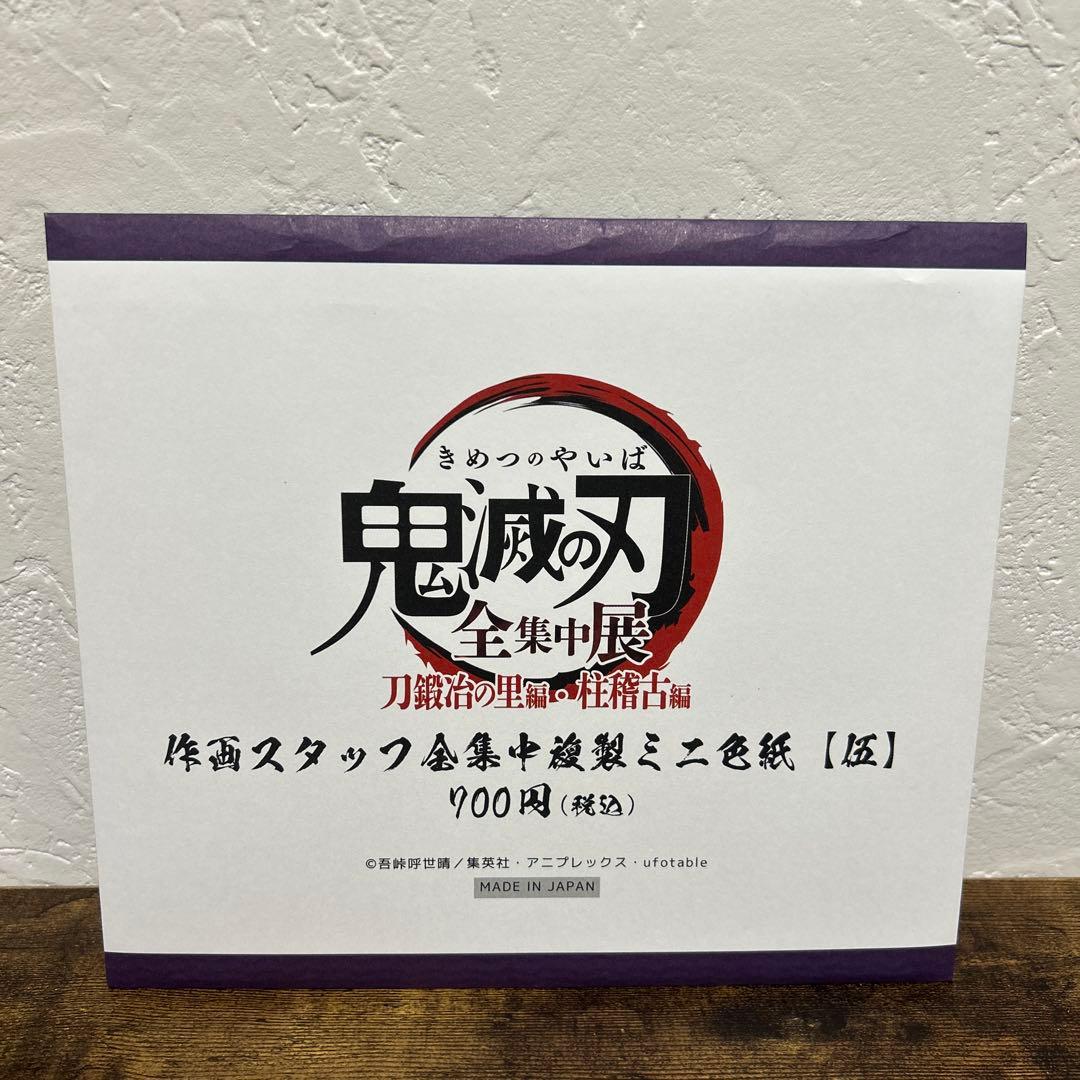 きめつのやいば
鬼滅の刃
全集中展
刀鍛冶の里編・柱稽古編
作画スタッフ全集中複製ミニ色紙【伍】
700円(税込)
©吾峠呼世晴／集英社・アニプレックス・ufotable
MADE IN JAPAN